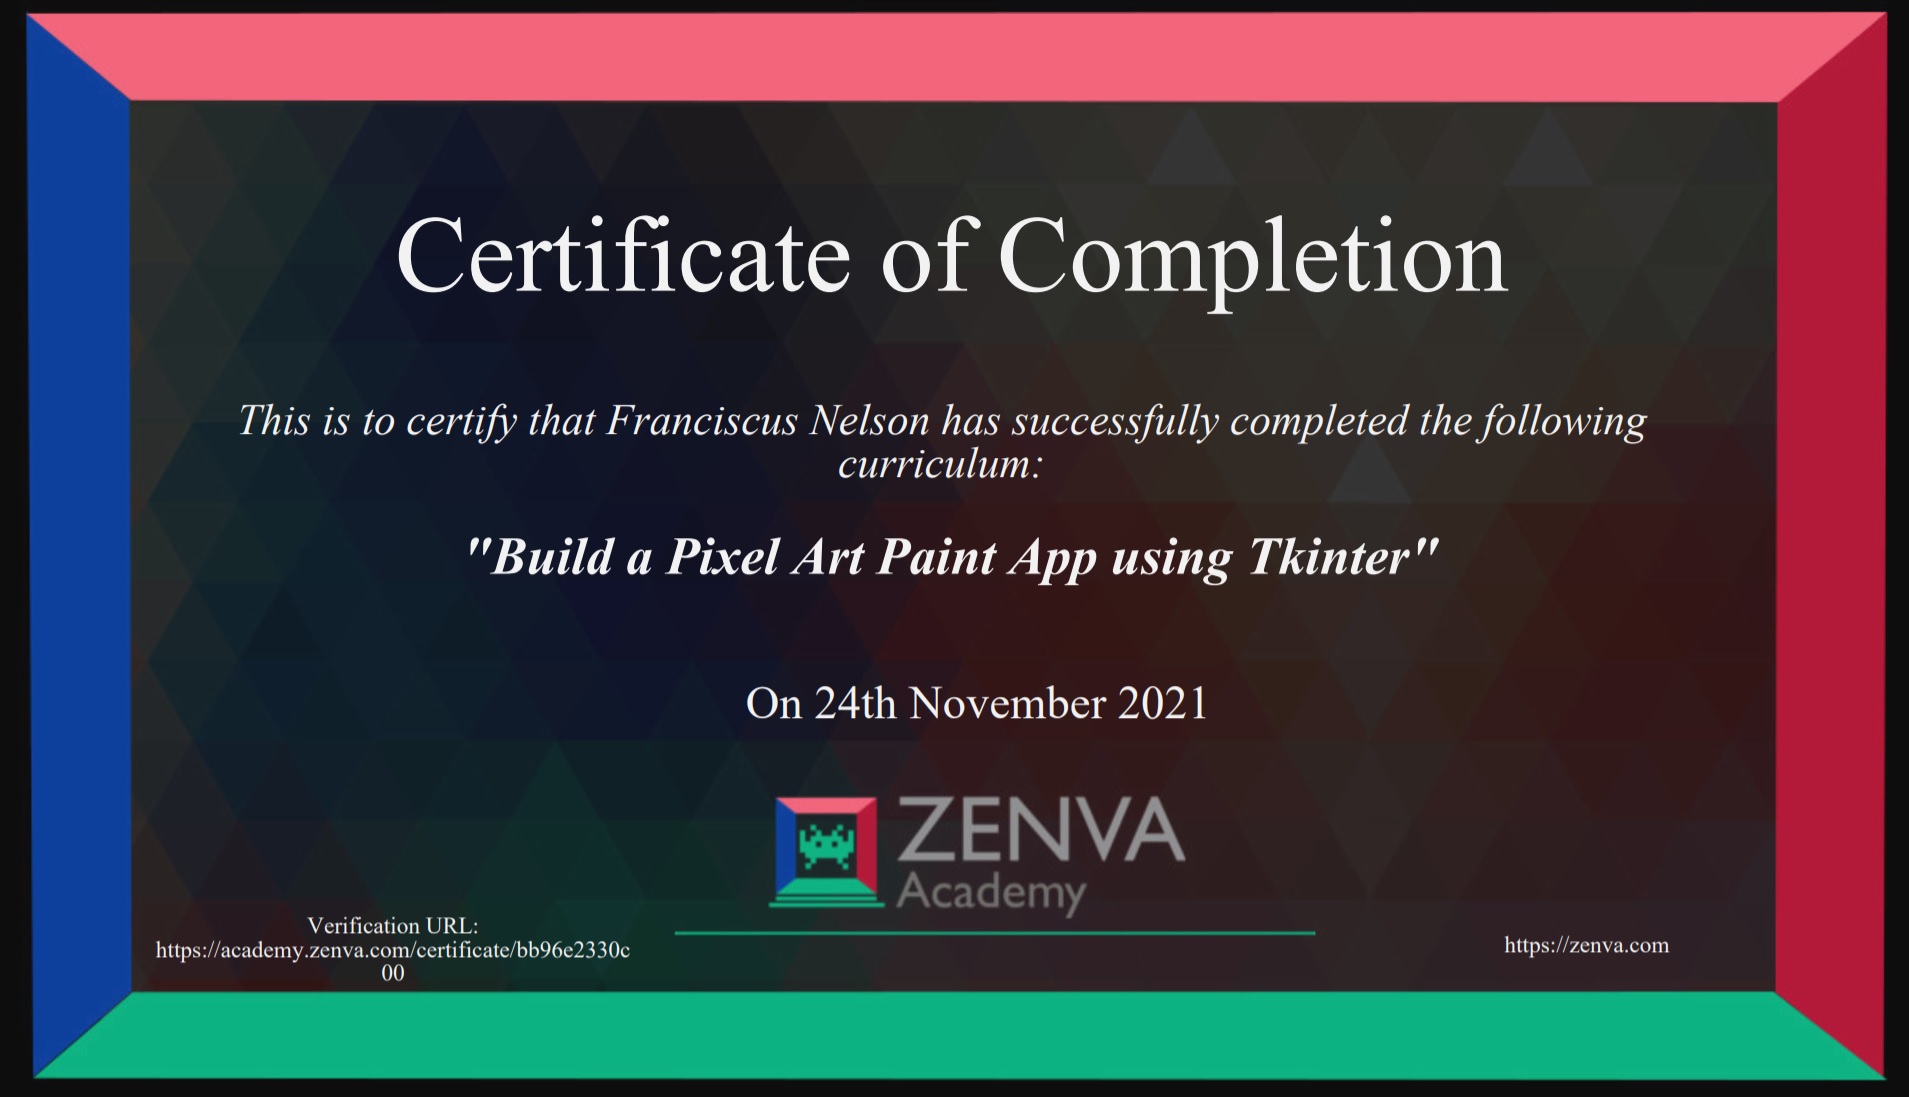 Certificate of Completion
This is to certify that Franciscus Nelson has successfully completed the following
curriculum:
"Build a Pixel Art Paint App using Tkinter"
On 24th November 2021
ZENVA
Academy
Verification URL:
https://academy.zenva.com/certificate/bb96e2330c
00
https://zenva.com